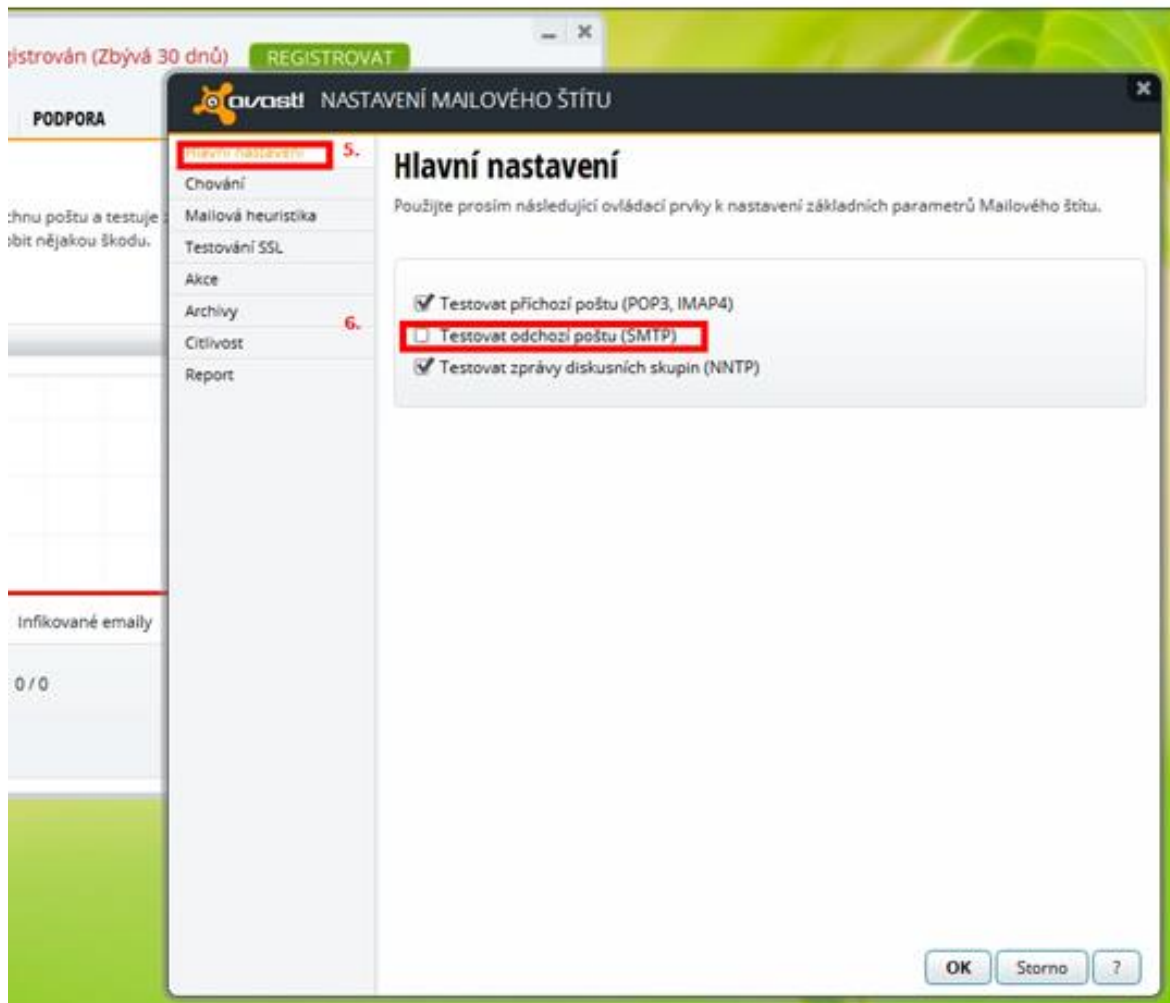 gistrován (Zbývá 30 dnů) REGISTROVAT
PODPORA
chnu poštu a testuje
obit nějakou škodu.
Infikované emaily
0 / 0
avast! NASTAVENÍ MAILOVÉHO ŠTÍTU
Hlavní nastavení 5.
Chování
Mailová heuristika
Testování SSL
Akce
Archivy
6.
Citlivost
Report
Hlavní nastavení
Použijte prosím následující ovládací prvky k nastavení základních parametrů Mailového štítu.
Testovat příchozí poštu (POP3, IMAP4)
Testovat odchozí poštu (SMTP)
Testovat zprávy diskusních skupin (NNTP)
OK Storno ?